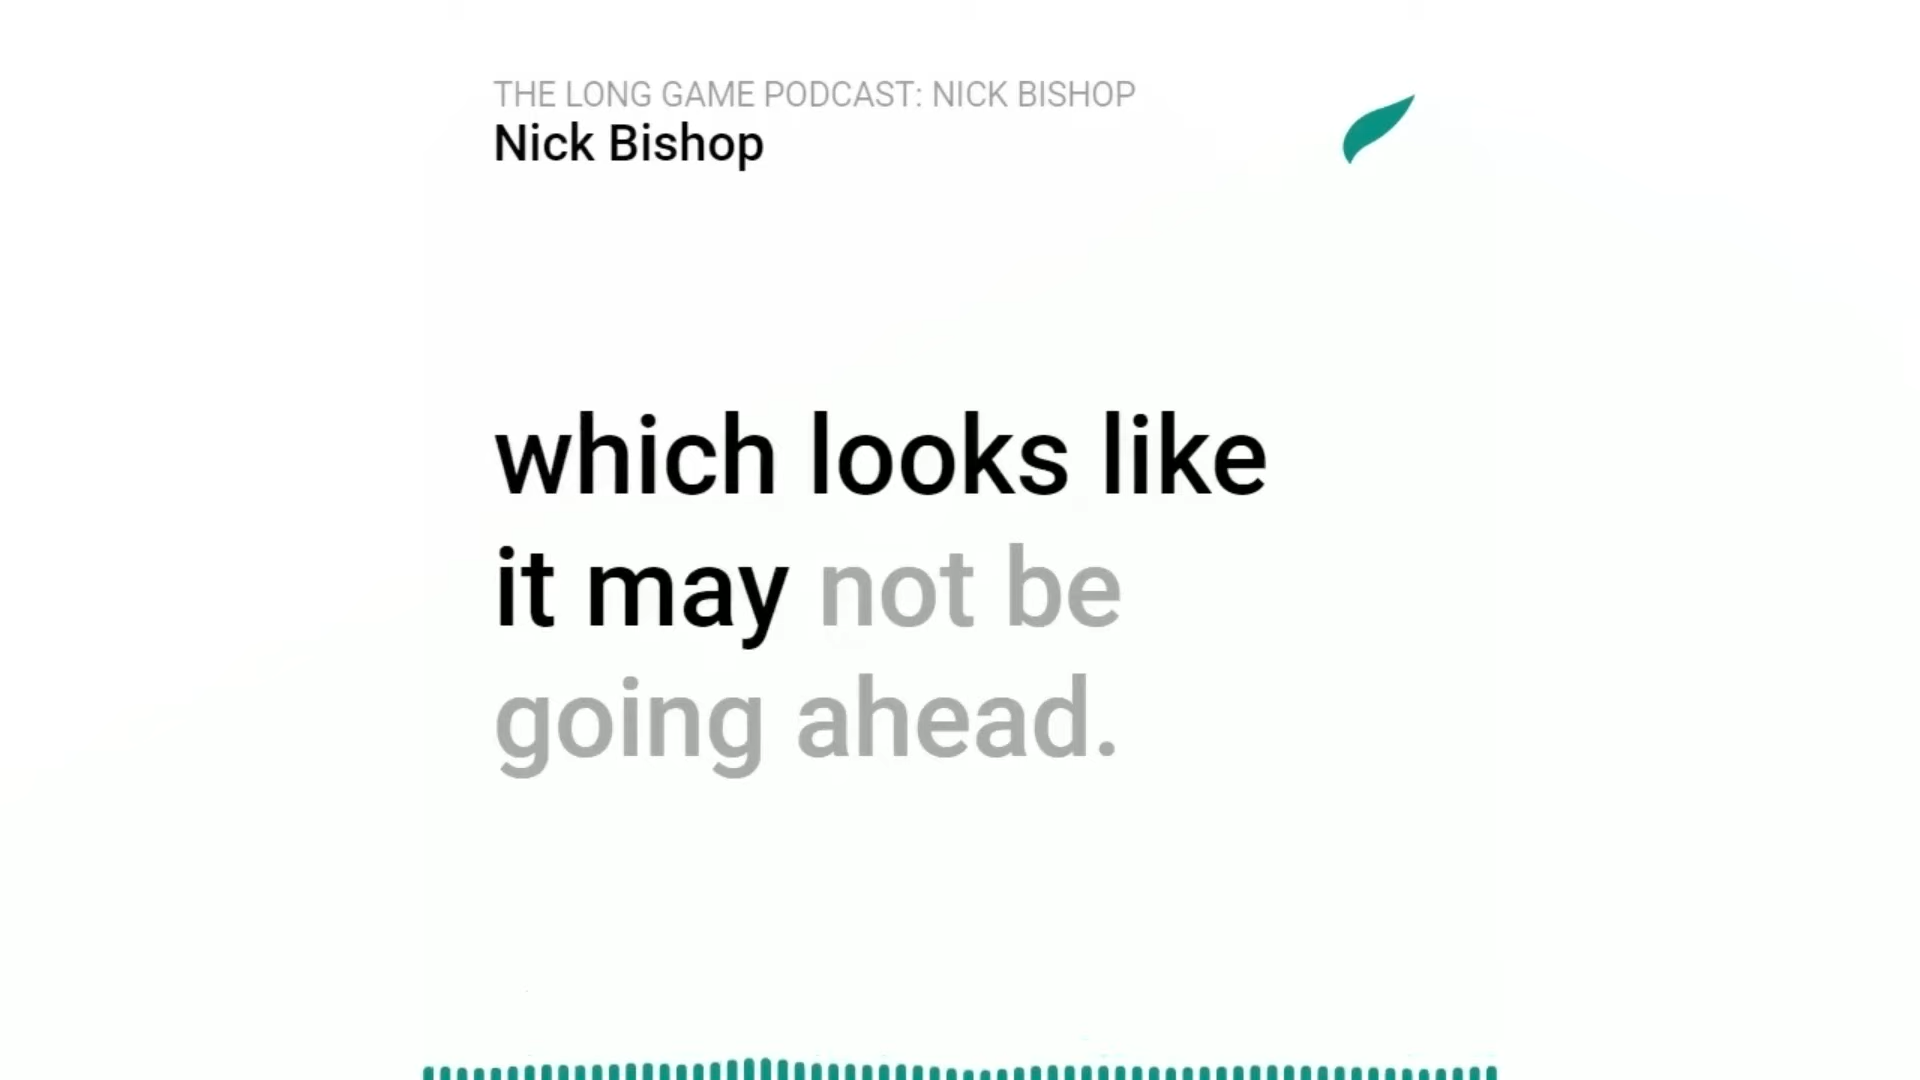 THE LONG GAME PODCAST: NICK BISHOP
Nick Bishop
which looks like
it may not be
going ahead.